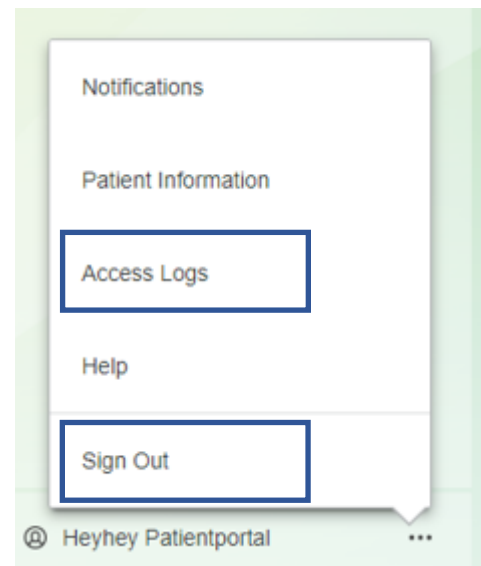 Notifications
Patient Information
Access Logs
Help
Sign Out
Heyhey Patientportal